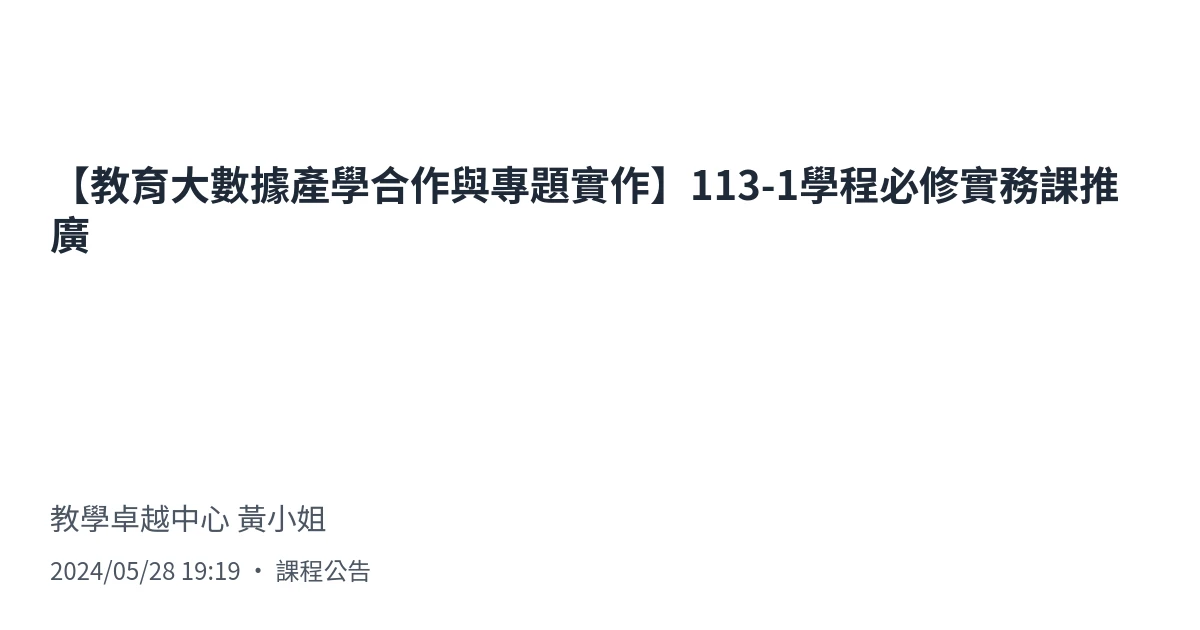 【教育大數據產學合作與專題實作】113-1學程必修實務課推
廣
教學卓越中心 黃小姐
2024/05/28 19:19 • 課程公告